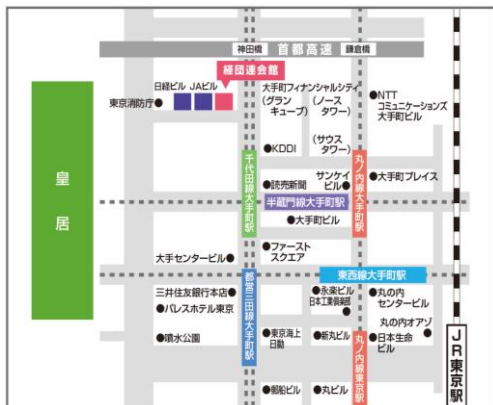 神田橋
首都高速
鎌倉橋
経団連会館
日経ビル
JAビル
東京消防庁
大手町フィナンシャルシティ
(グラン
キューブ)
(ノース
タワー)
(サウス
タワー)
NTT
コミュニケーションズ
大手町ビル
KDDI
皇居
千代田線大手町駅
丸ノ内線大手町駅
読売新聞
サンケイ
ビル
大手町プレイス
半蔵門線大手町駅
大手町ビル
大手センタービル
ファースト
スクエア
都営三田線大手町駅
東西線大手町駅
三井住友銀行本店
パレスホテル東京
永楽ビル
日本工業倶楽部
丸の内
センタービル
丸の内オアゾ
噴水公園
東京海上
日動
新丸ビル
丸ノ内線東京駅
日本生命
ビル
郵船ビル
丸ビル
JR東京駅